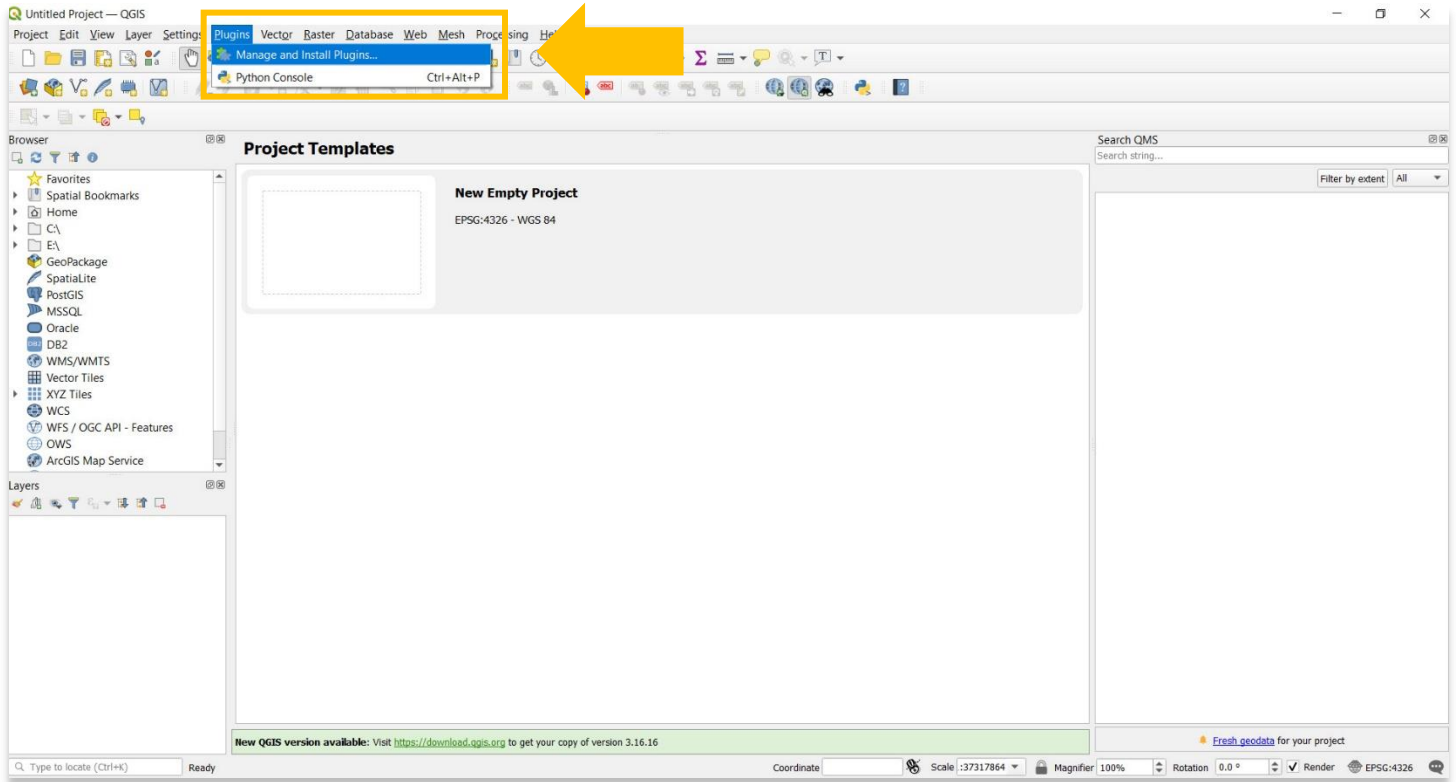 Untitled Project — QGIS
Project Edit View Layer Settings Plugins Vector Raster Database Web Mesh Processing
Manage and Install Plugins...
Python Console Ctrl+Alt+P
Browser
Favorites
Spatial Bookmarks
Home
C:\
E:\
GeoPackage
SpatiaLite
PostGIS
MSSQL
Oracle
DB2
WMS/WMTS
Vector Tiles
XYZ Tiles
WCS
WFS / OGC API - Features
OWS
ArcGIS Map Service
Layers
Project Templates
New Empty Project
EPSG:4326 - WGS 84
Search QMS
Search string...
Filter by extent All
New QGIS version available: Visit https://download.qgis.org to get your copy of version 3.16.16
Fresh geodata for your project
Type to locate (Ctrl+K) Ready Coordinate Scale :37317864 Magnifier 100% Rotation 0.0 ° Render EPSG:4326